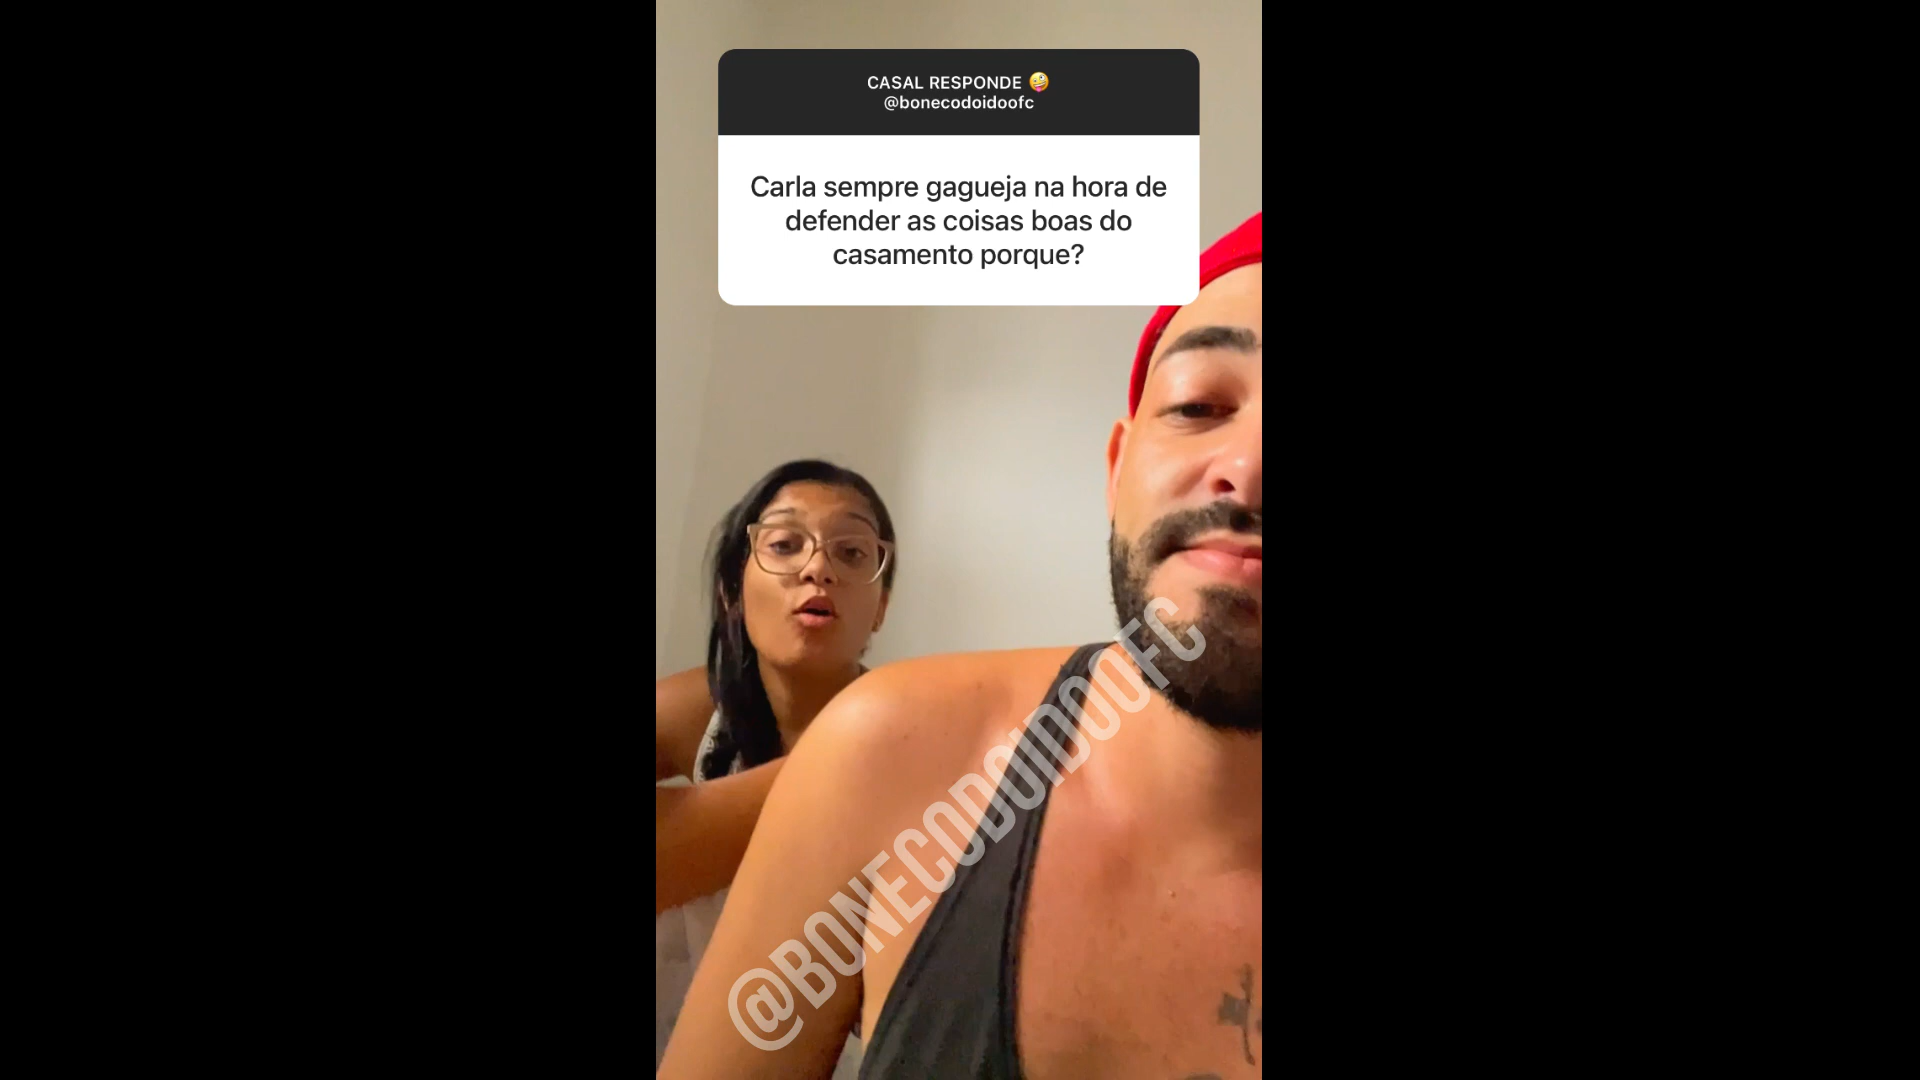 CASAL RESPONDE 🤪
@bonecodoidoofc
Carla sempre gagueja na hora de
defender as coisas boas do
casamento porque?
@BONECODOIDOOFC